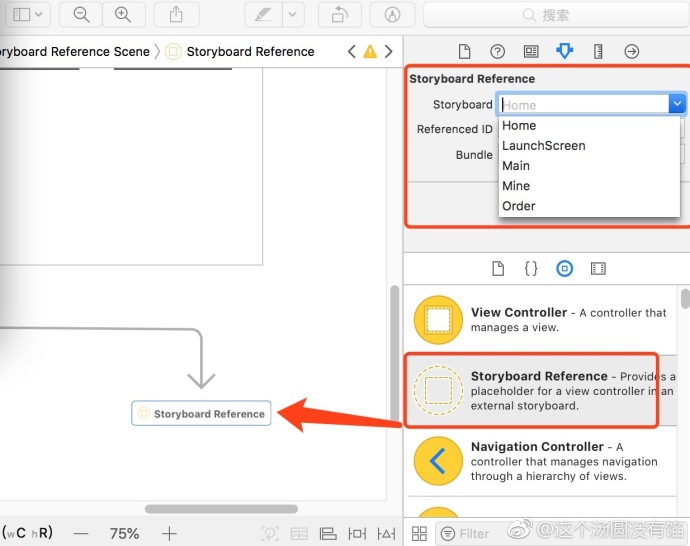 搜索
oryboard Reference Scene
Storyboard Reference
Storyboard Reference
Storyboard
Home
Home
LaunchScreen
Main
Mine
Order
Referenced ID
Bundle
{}
View Controller - A controller that
manages a view.
Storyboard Reference - Provides a
placeholder for a view controller in an
external storyboard.
Navigation Controller - A
controller that manages navigation
through a hierarchy of views.
Storyboard Reference
(wC hR)
75%
Filter
@这个汤圆没有馅